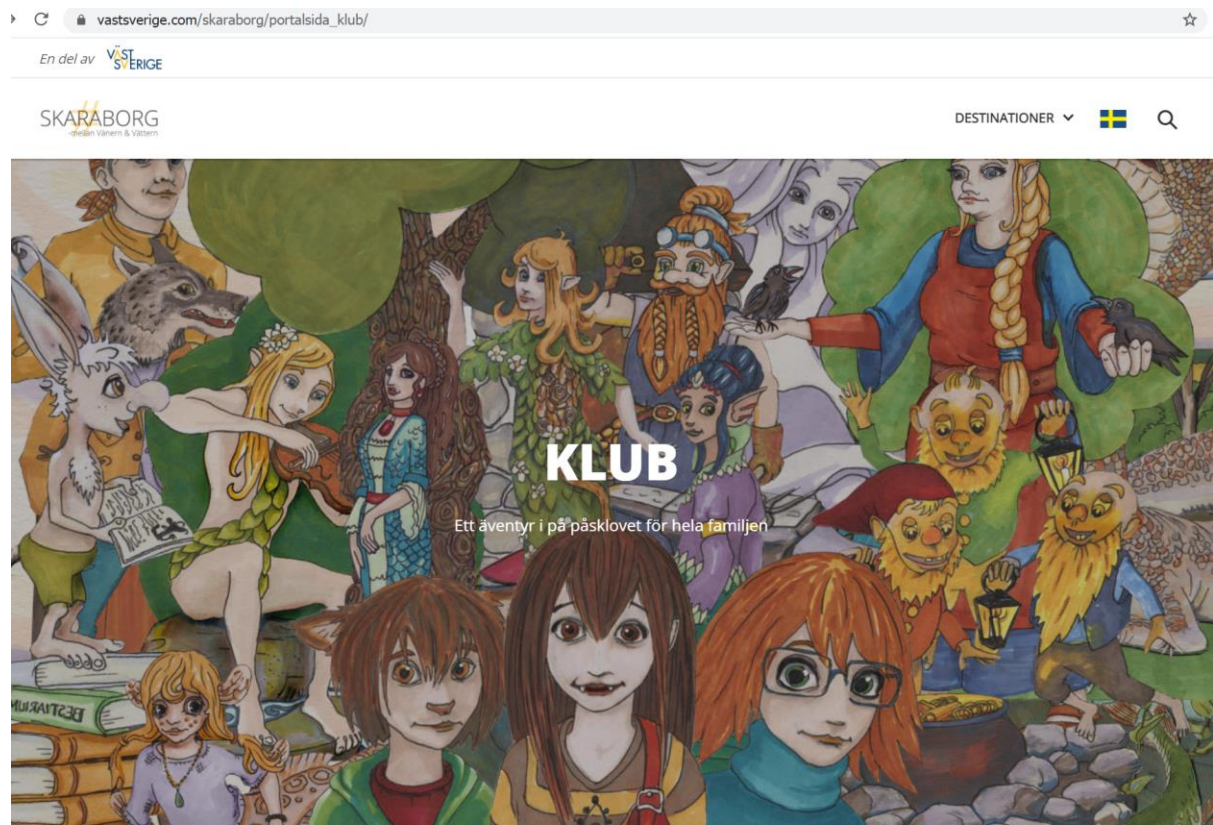 vastsverige.com/skaraborg/portalsida_klub/
En del av VÄST SVERIGE
SKARABORG
-mellan Vänern & Vättern
DESTINATIONER
KLUB
Ett äventyr i på påsklovet för hela familjen
BESTIARIUM